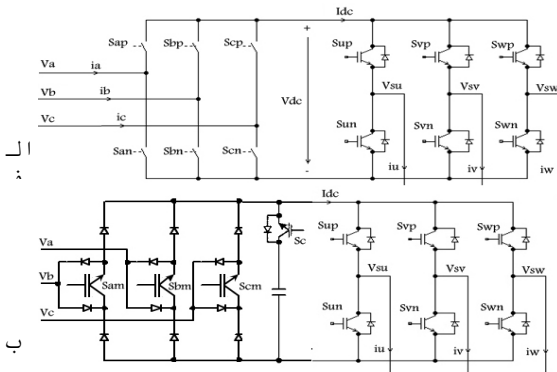 Idc
+
Sap Sbp Scp Sup Svp Swp
Va ia
Vb ib Vdc Vsu Vsv Vsw
Vc ic
San Sbn Scn Sun Svn Swn
-
iu iv iw
Idc
Sc Sup Svp Swp
Va
Vb Sam Sbm Scm Vsu Vsv Vsw
Vc Sun Svn Swn
ب
iu iv iw